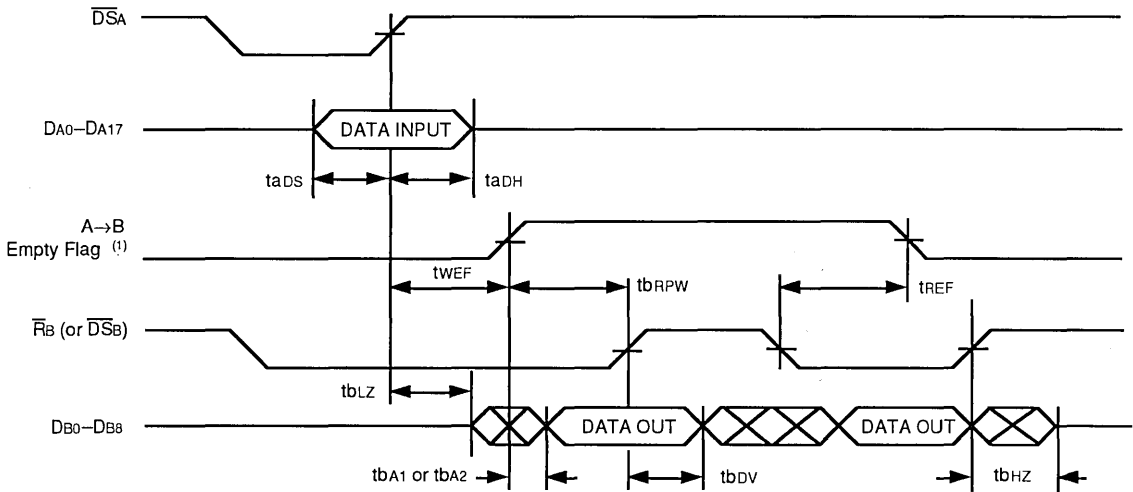 DSA
DA0–DA17
DATA INPUT
taDS
taDH
A→B
Empty Flag (1)
tWEF
tbRPW
tREF
RB (or DSB)
tbLZ
DB0–DB8
DATA OUT
DATA OUT
tbA1 or tbA2
tbDV
tbHZ